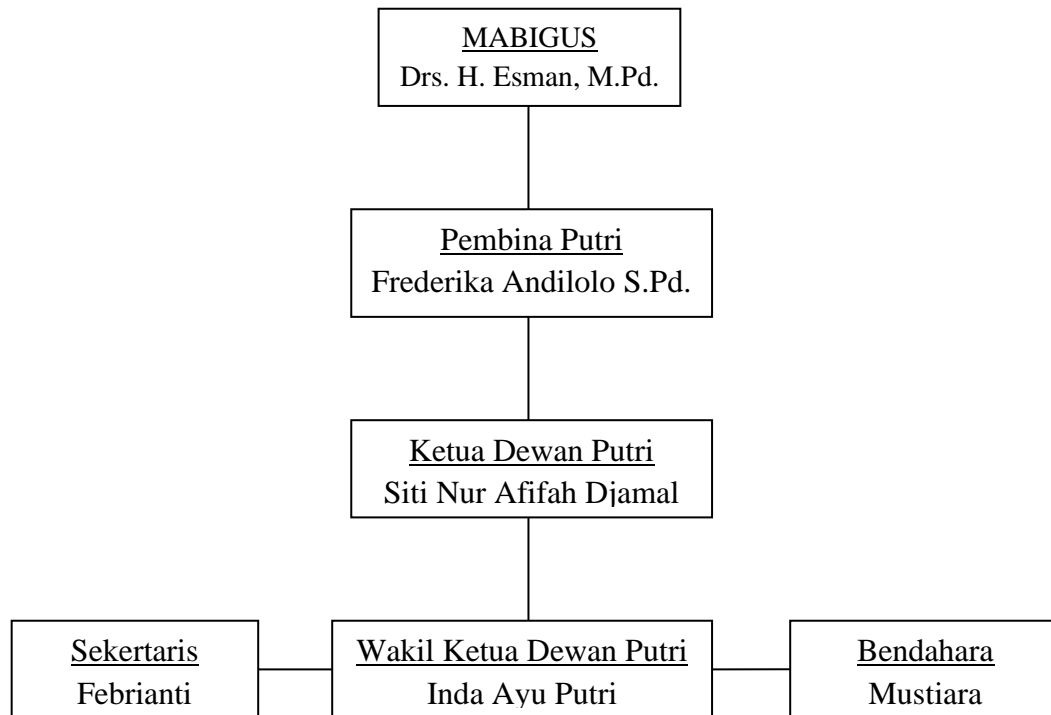 MABIGUS
Drs. H. Esman, M.Pd.
Pembina Putri
Frederika Andilolo S.Pd.
Ketua Dewan Putri
Siti Nur Afifah Djamal
Sekertaris
Febrianti
Wakil Ketua Dewan Putri
Inda Ayu Putri
Bendahara
Mustiara